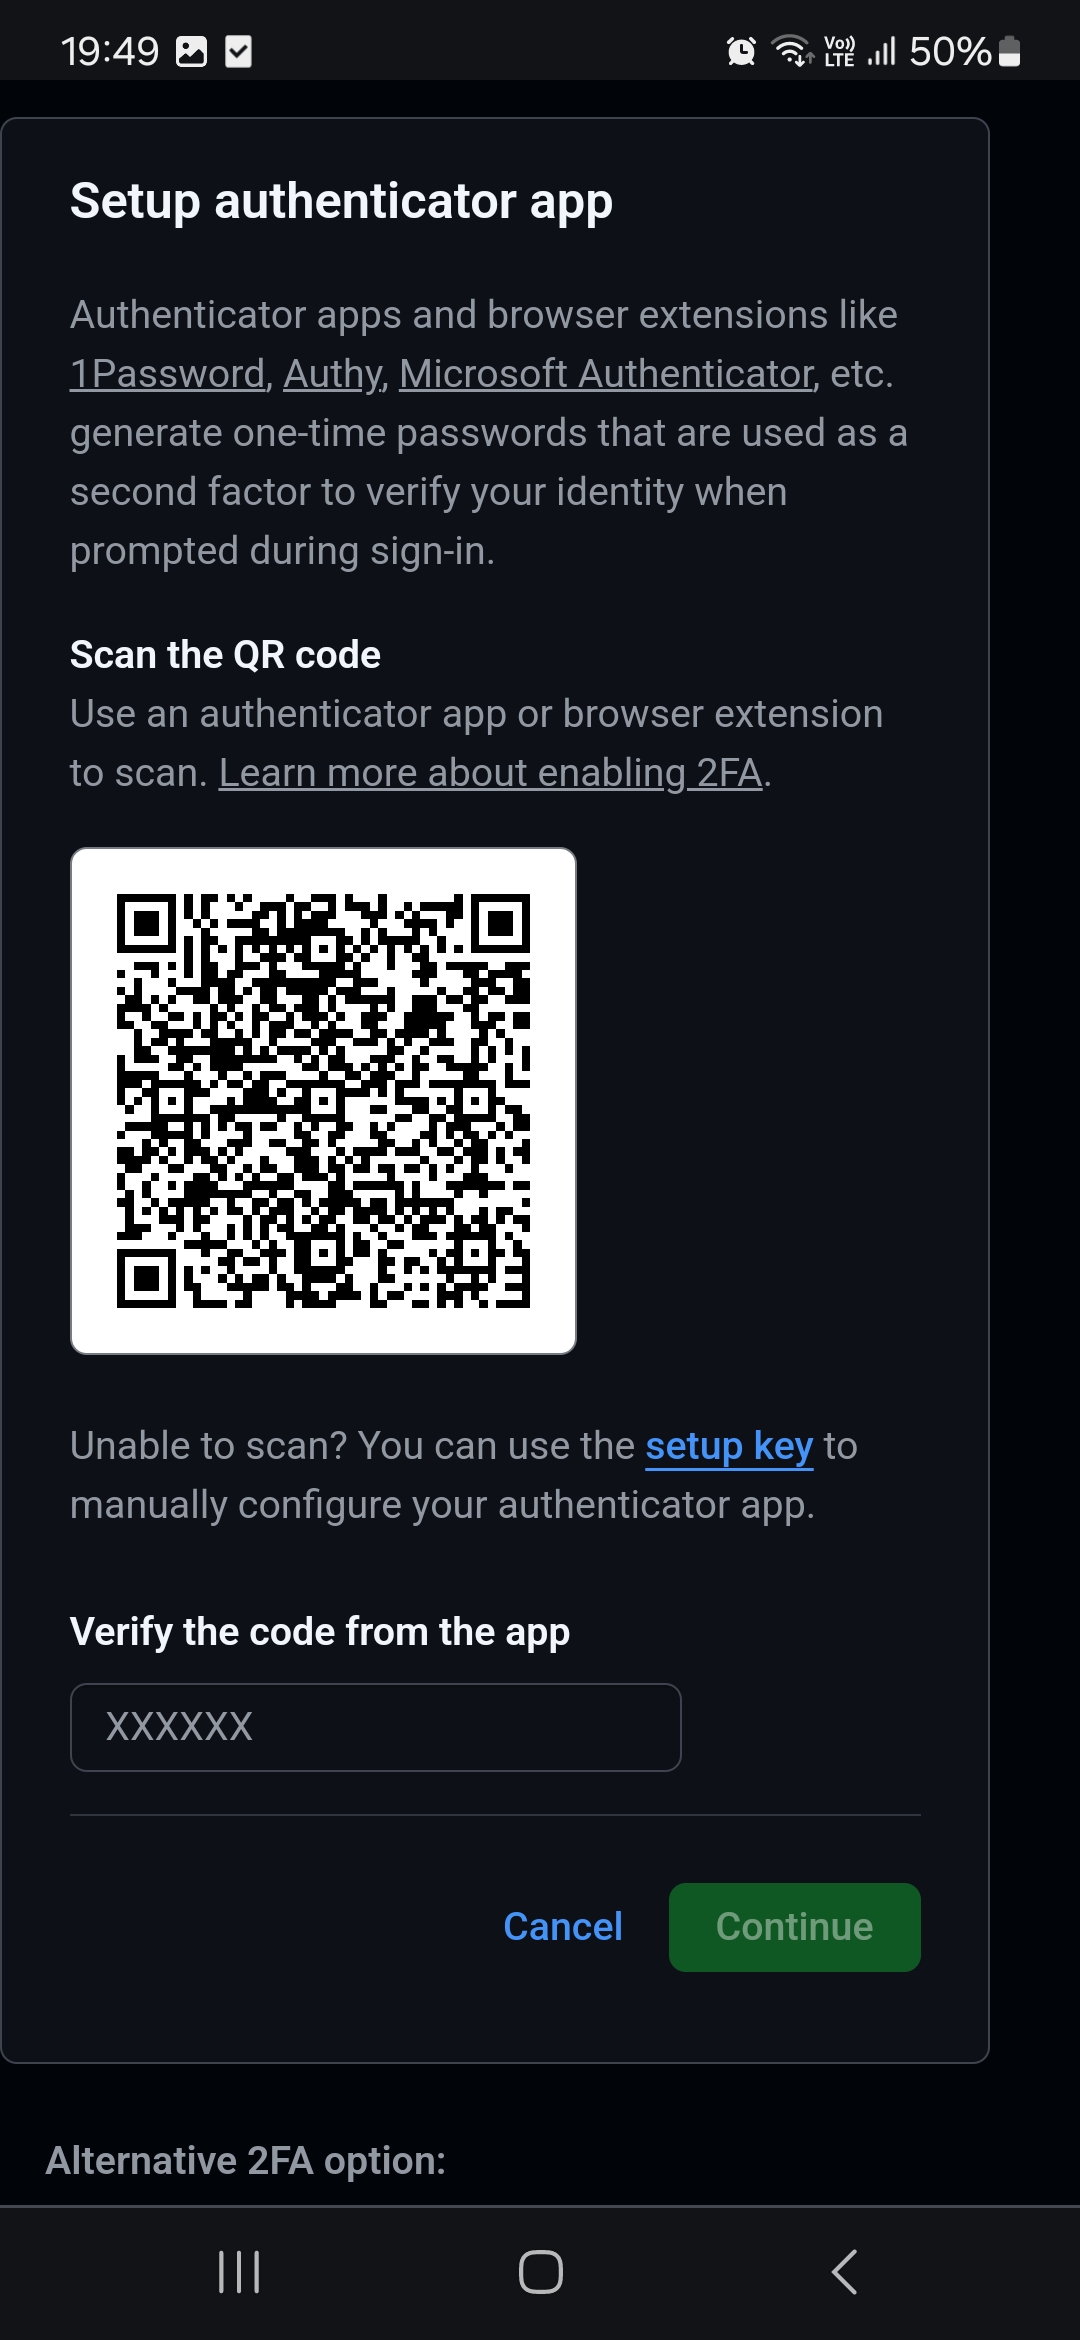 19:49
Vo)) LTE
50%
Setup authenticator app
Authenticator apps and browser extensions like
1Password, Authy, Microsoft Authenticator, etc.
generate one-time passwords that are used as a
second factor to verify your identity when
prompted during sign-in.
Scan the QR code
Use an authenticator app or browser extension
to scan. Learn more about enabling 2FA.
Unable to scan? You can use the setup key to
manually configure your authenticator app.
Verify the code from the app
XXXXXX
Cancel
Continue
Alternative 2FA option: